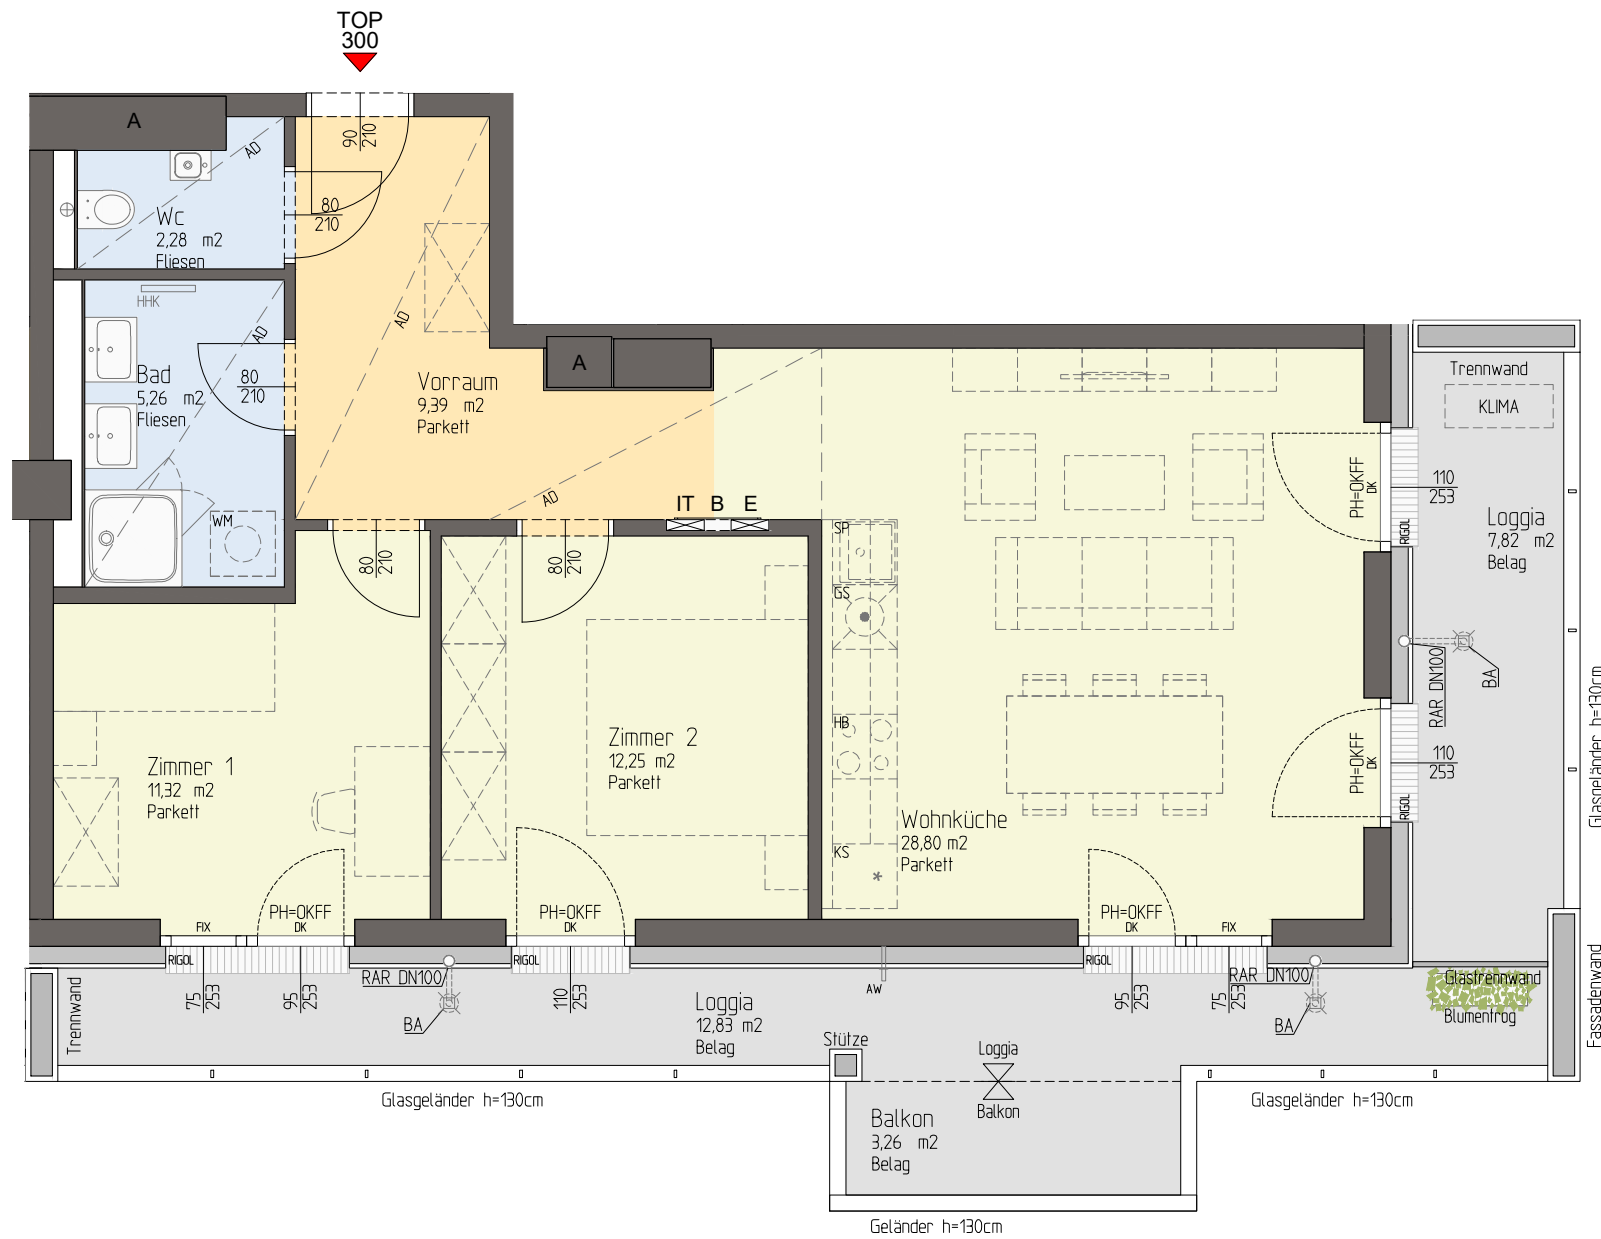 TOP
300
A
90
210
AD
Wc
2,28 m2
Fliesen
80
210
HHK
AD
Bad
5,26 m2
Fliesen
80
210
WM
AD
Vorraum
9,39 m2
Parkett
A
AD
IT B E
80
210
80
210
Zimmer 1
11,32 m2
Parkett
Zimmer 2
12,25 m2
Parkett
SP
GS
HB
KS
*
Wohnküche
28,80 m2
Parkett
PH=OKFF
DK
RIGOL
110
253
PH=OKFF
DK
RIGOL
110
253
Trennwand
KLIMA
Loggia
7,82 m2
Belag
RAR DN100
BA
Glasgeländer h=130cm
FIX
PH=OKFF
DK
RIGOL
75
253
95
253
PH=OKFF
DK
RIGOL
110
253
PH=OKFF
DK
FIX
RIGOL
95
253
75
253
RAR DN100
BA
RAR DN100
BA
AW
Trennwand
Loggia
12,83 m2
Belag
Stütze
Loggia
Balkon
Glastrennwand
Blumentrog
Fassadenwand
Glasgeländer h=130cm
Glasgeländer h=130cm
Balkon
3,26 m2
Belag
Geländer h=130cm